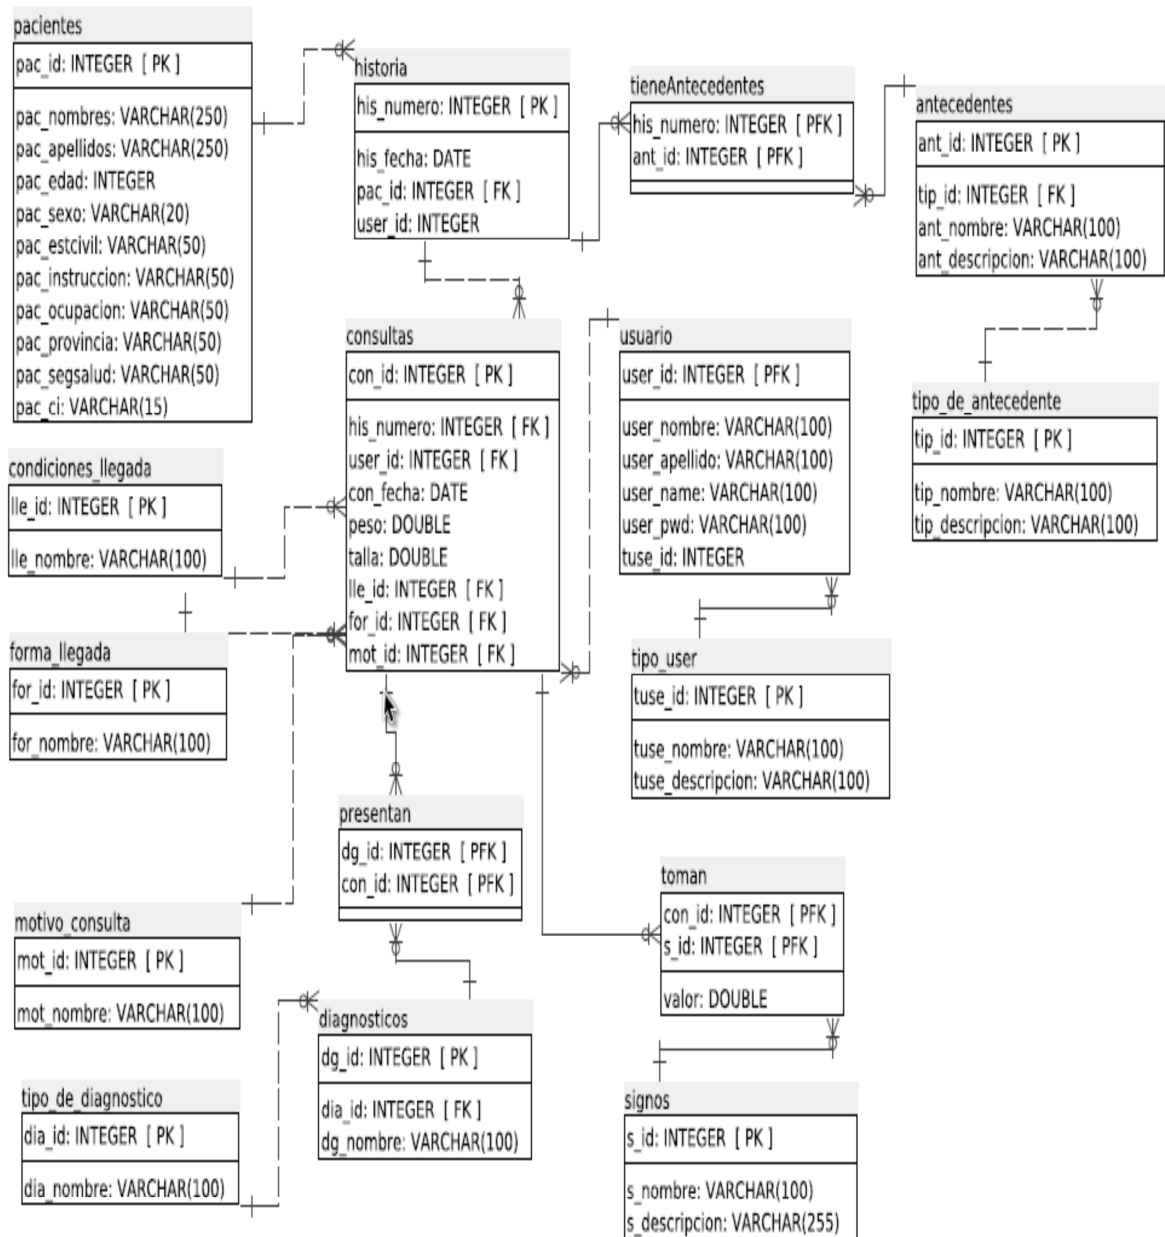 pacientes
pac_id: INTEGER [ PK ]
pac_nombres: VARCHAR(250)
pac_apellidos: VARCHAR(250)
pac_edad: INTEGER
pac_sexo: VARCHAR(20)
pac_estcivil: VARCHAR(50)
pac_instruccion: VARCHAR(50)
pac_ocupacion: VARCHAR(50)
pac_provincia: VARCHAR(50)
pac_segsalud: VARCHAR(50)
pac_ci: VARCHAR(15)
historia
his_numero: INTEGER [ PK ]
his_fecha: DATE
pac_id: INTEGER [ FK ]
user_id: INTEGER
tieneAntecedentes
his_numero: INTEGER [ PFK ]
ant_id: INTEGER [ PFK ]
antecedentes
ant_id: INTEGER [ PK ]
tip_id: INTEGER [ FK ]
ant_nombre: VARCHAR(100)
ant_descripcion: VARCHAR(100)
consultas
con_id: INTEGER [ PK ]
his_numero: INTEGER [ FK ]
user_id: INTEGER [ FK ]
con_fecha: DATE
peso: DOUBLE
talla: DOUBLE
lle_id: INTEGER [ FK ]
for_id: INTEGER [ FK ]
mot_id: INTEGER [ FK ]
usuario
user_id: INTEGER [ PFK ]
user_nombre: VARCHAR(100)
user_apellido: VARCHAR(100)
user_name: VARCHAR(100)
user_pwd: VARCHAR(100)
tuse_id: INTEGER
tipo_de_antecedente
tip_id: INTEGER [ PK ]
tip_nombre: VARCHAR(100)
tip_descripcion: VARCHAR(100)
condiciones_llegada
lle_id: INTEGER [ PK ]
lle_nombre: VARCHAR(100)
forma_llegada
for_id: INTEGER [ PK ]
for_nombre: VARCHAR(100)
tipo_user
tuse_id: INTEGER [ PK ]
tuse_nombre: VARCHAR(100)
tuse_descripcion: VARCHAR(100)
presentan
dg_id: INTEGER [ PFK ]
con_id: INTEGER [ PFK ]
toman
con_id: INTEGER [ PFK ]
s_id: INTEGER [ PFK ]
valor: DOUBLE
motivo_consulta
mot_id: INTEGER [ PK ]
mot_nombre: VARCHAR(100)
diagnosticos
dg_id: INTEGER [ PK ]
dia_id: INTEGER [ FK ]
dg_nombre: VARCHAR(100)
tipo_de_diagnostico
dia_id: INTEGER [ PK ]
dia_nombre: VARCHAR(100)
signos
s_id: INTEGER [ PK ]
s_nombre: VARCHAR(100)
s_descripcion: VARCHAR(255)